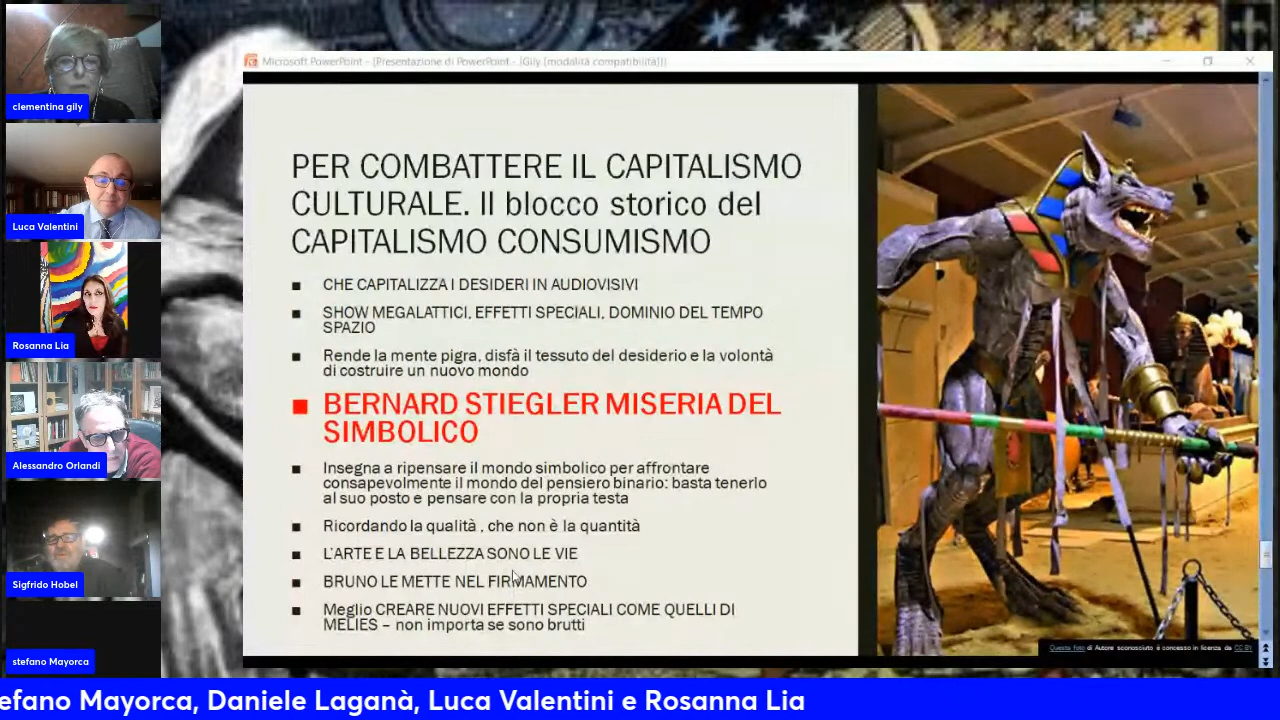 clementina gily
Luca Valentini
Rosanna Lia
Alessandro Orlandi
Sigfrido Hobel
stefano Mayorca
Microsoft PowerPoint - [Presentazione di PowerPoint - )Gily [modalità compatibilità)]
PER COMBATTERE IL CAPITALISMO
CULTURALE. Il blocco storico del
CAPITALISMO CONSUMISMO
■ CHE CAPITALIZZA I DESIDERI IN AUDIOVISIVI
■ SHOW MEGALATTICI, EFFETTI SPECIALI, DOMINIO DEL TEMPO
SPAZIO
■ Rende la mente pigra, disfà il tessuto del desiderio e la volontà
di costruire un nuovo mondo
■ BERNARD STIEGLER MISERIA DEL
SIMBOLICO
■ Insegna a ripensare il mondo simbolico per affrontare
consapevolmente il mondo del pensiero binario: basta tenerlo
al suo posto e pensare con la propria testa
■ Ricordando la qualità , che non è la quantità
■ L'ARTE E LA BELLEZZA SONO LE VIE
■ BRUNO LE METTE NEL FIRMAMENTO
■ Meglio CREARE NUOVI EFFETTI SPECIALI COME QUELLI DI
MELIES – non importa se sono brutti
Questa foto di Autore sconosciuto è concesso in licenza da CC BY
efano Mayorca, Daniele Laganà, Luca Valentini e Rosanna Lia